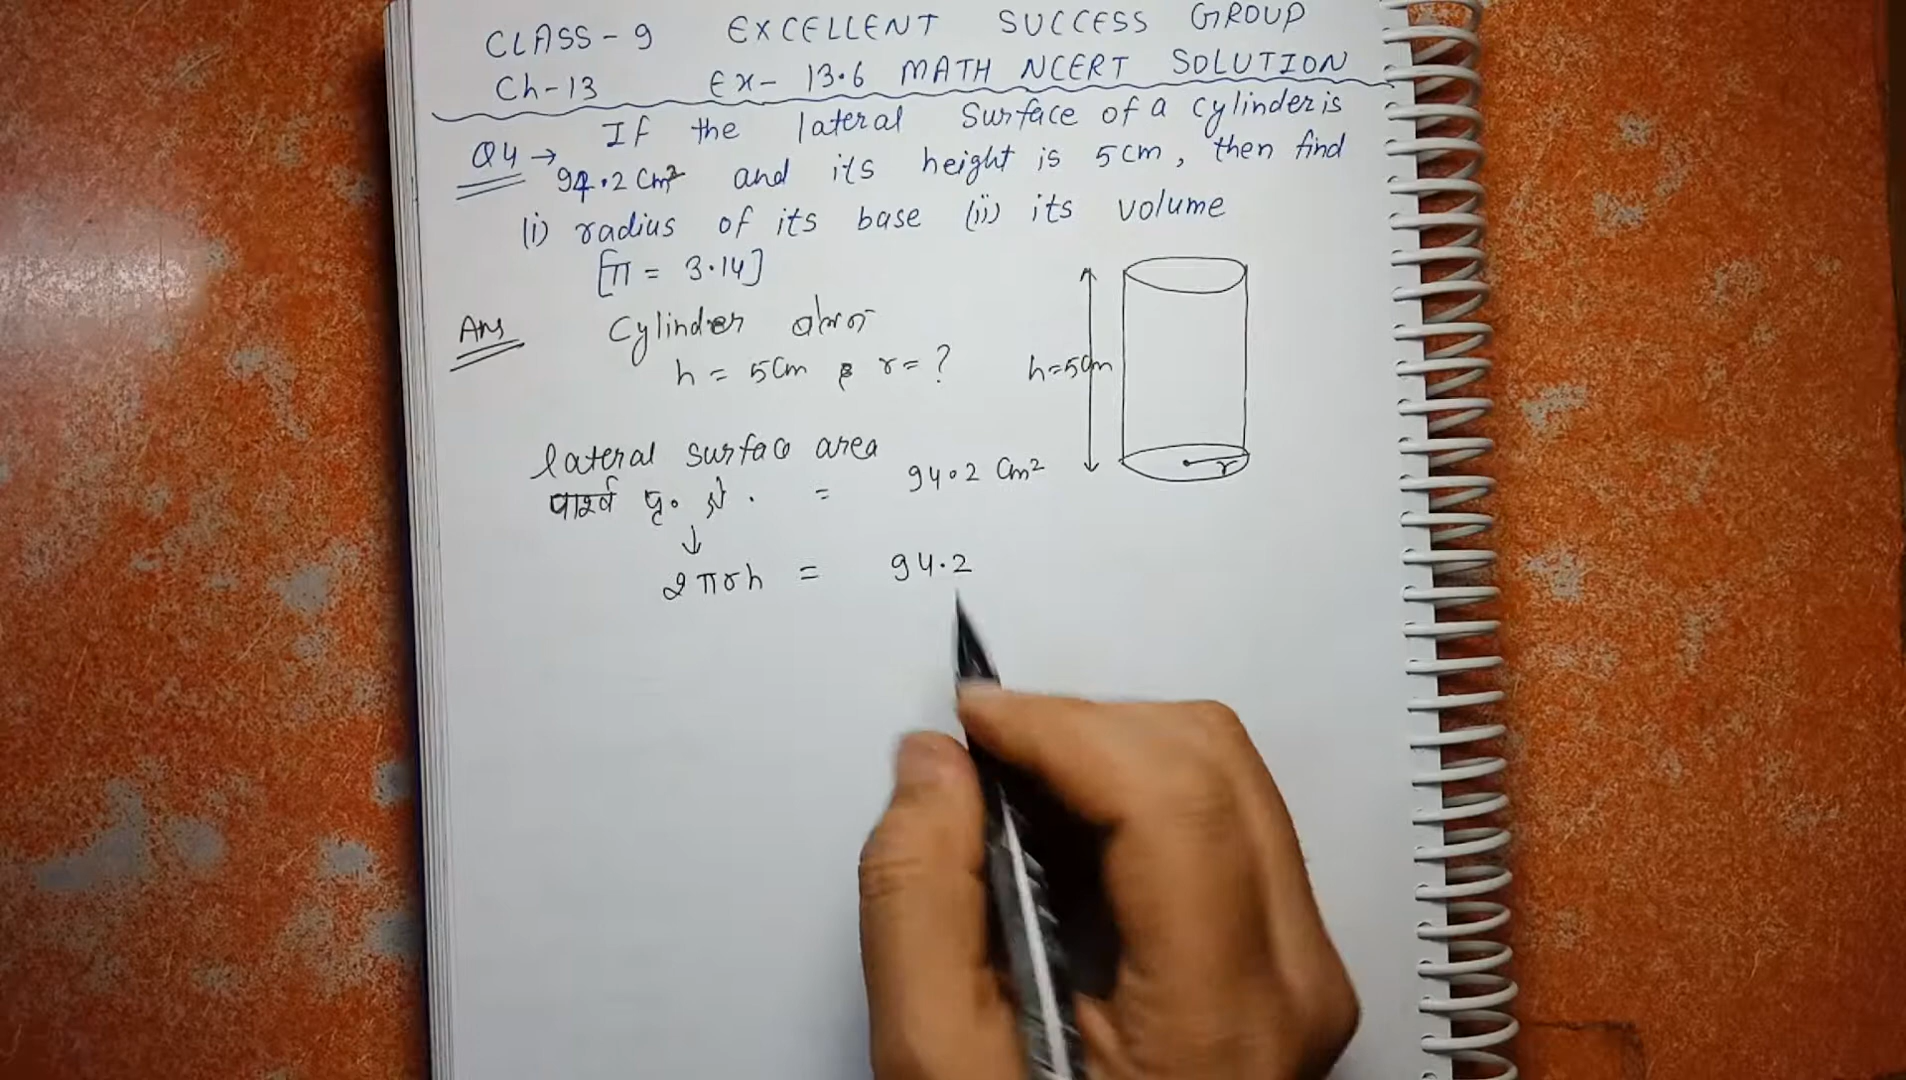 CLASS - 9 EXCELLENT SUCCESS GROUP
Ch-13 Ex- 13.6 MATH NCERT SOLUTION
Q4 → If the lateral Surface of a cylinder is
94.2 cm² and its height is 5cm, then find
(i) radius of its base (ii) its volume
[π = 3.14]
Ans Cylinder
h = 5cm r = ?
h=5cm
lateral surface area
पार्श्व पृ० क्षे. = 94.2 cm²
r
↓
2πrh = 94.2